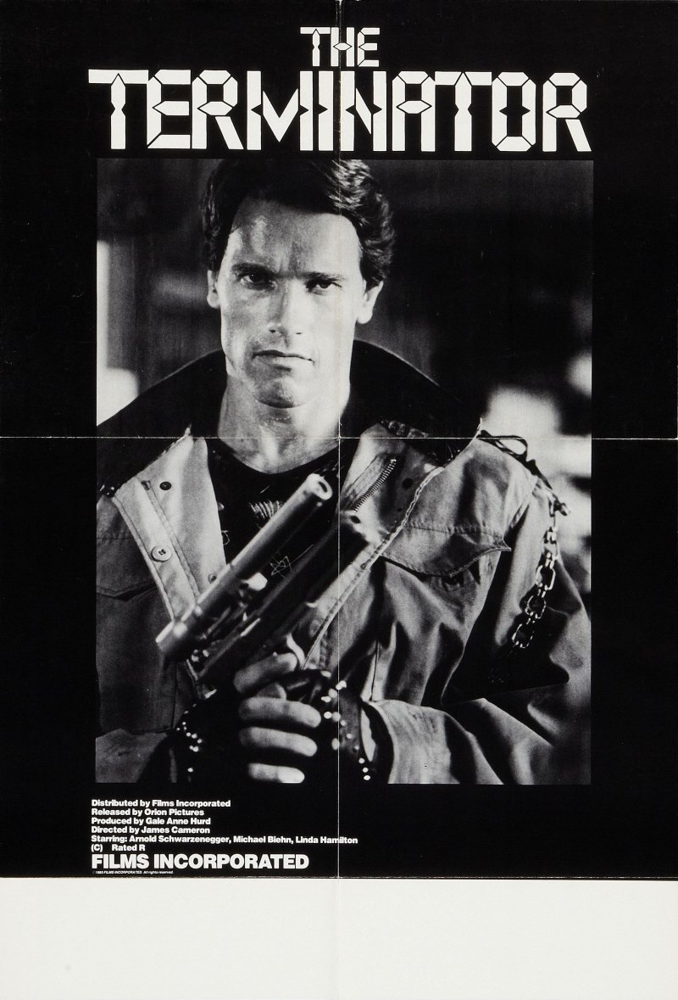 THE
TERMINATOR
Distributed by Films Incorporated
Released by Orion Pictures
Produced by Gale Anne Hurd
Directed by James Cameron
Starring: Arnold Schwarzenegger, Michael Biehn, Linda Hamilton
(C) Rated R
FILMS INCORPORATED
© 1985 FILMS INCORPORATED All rights reserved.